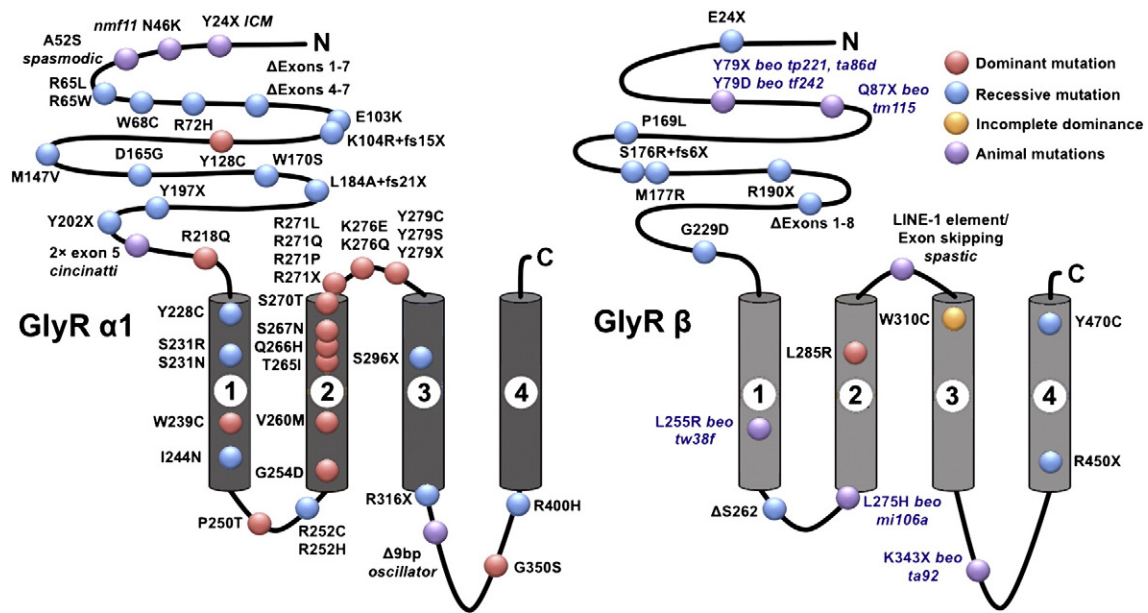 nmf11 N46K
Y24X ICM
A52S
spasmodic
N
R65L
R65W
ΔExons 1-7
ΔExons 4-7
W68C
R72H
E103K
K104R+fs15X
Y128C
M147V
D165G
W170S
L184A+fs21X
Y197X
Y202X
2× exon 5
cincinatti
R218Q
R271L
R271Q
R271P
R271X
K276E
K276Q
Y279C
Y279S
Y279X
C
GlyR α1
Y228C
S231R
S231N
W239C
I244N
S270T
S267N
Q266H
T265I
V260M
G254D
S296X
1
2
3
4
P250T
R252C
R252H
R316X
Δ9bp
oscillator
G350S
R400H
E24X
N
Y79X beo tp221, ta86d
Y79D beo tf242
Q87X beo
tm115
P169L
S176R+fs6X
M177R
R190X
ΔExons 1-8
G229D
LINE-1 element/
Exon skipping
spastic
C
GlyR β
W310C
Y470C
L285R
1
2
3
4
L255R beo
tw38f
R450X
ΔS262
L275H beo
mi106a
K343X beo
ta92
Dominant mutation
Recessive mutation
Incomplete dominance
Animal mutations